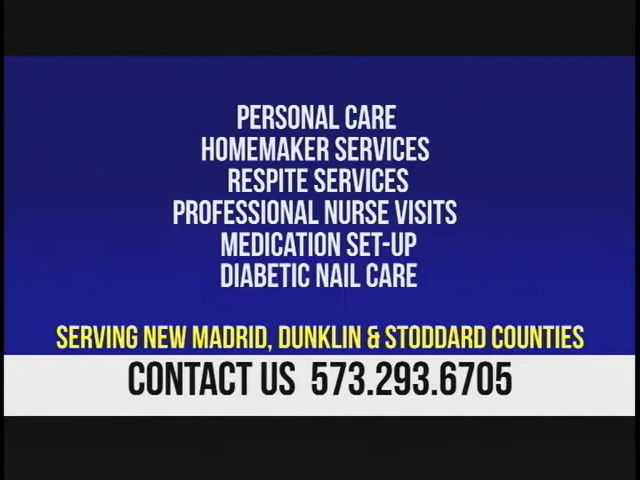 PERSONAL CARE
HOMEMAKER SERVICES
RESPITE SERVICES
PROFESSIONAL NURSE VISITS
MEDICATION SET-UP
DIABETIC NAIL CARE
SERVING NEW MADRID, DUNKLIN & STODDARD COUNTIES
CONTACT US 573.293.6705